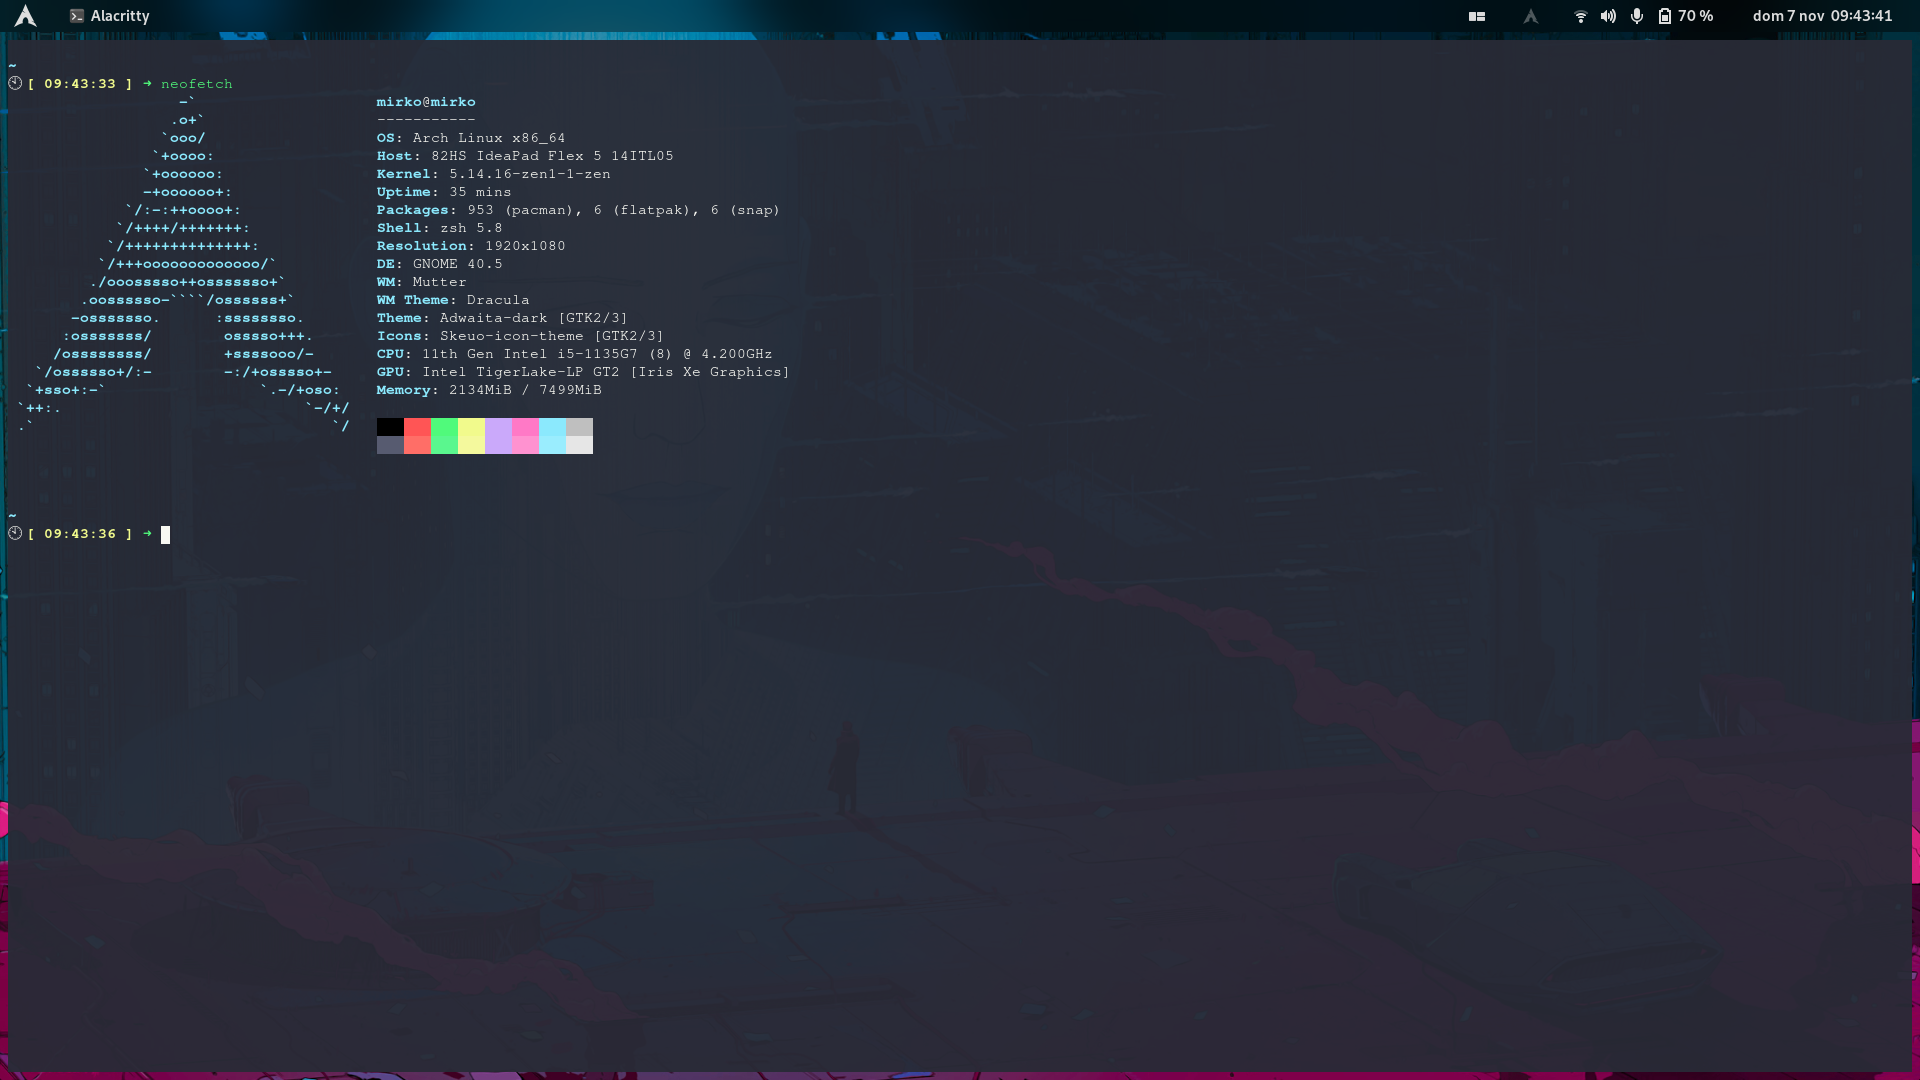 Alacritty
70 %
dom 7 nov 09:43:41
~
[ 09:43:33 ] ➜ neofetch
                   -`
                  .o+`
                 `ooo/
                `+oooo:
               `+oooooo:
               -+oooooo+:
             `/:-:++oooo+:
            `/++++/+++++++:
           `/++++++++++++++:
          `/+++ooooooooooooo/`
         ./ooosssso++osssssso+`
        .oossssso-````/ossssss+`
       -osssssso.      :ssssssso.
      :osssssss/        osssso+++.
     /ossssssss/        +ssssooo/-
   `/ossssso+/:-        -:/+osssso+-
  `+sso+:-`                 `.-/+oso:
 `++:.                           `-/+/
 .`                                 `/
mirko@mirko
-----------
OS: Arch Linux x86_64
Host: 82HS IdeaPad Flex 5 14ITL05
Kernel: 5.14.16-zen1-1-zen
Uptime: 35 mins
Packages: 953 (pacman), 6 (flatpak), 6 (snap)
Shell: zsh 5.8
Resolution: 1920x1080
DE: GNOME 40.5
WM: Mutter
WM Theme: Dracula
Theme: Adwaita-dark [GTK2/3]
Icons: Skeuo-icon-theme [GTK2/3]
CPU: 11th Gen Intel i5-1135G7 (8) @ 4.200GHz
GPU: Intel TigerLake-LP GT2 [Iris Xe Graphics]
Memory: 2134MiB / 7499MiB
~
[ 09:43:36 ] ➜